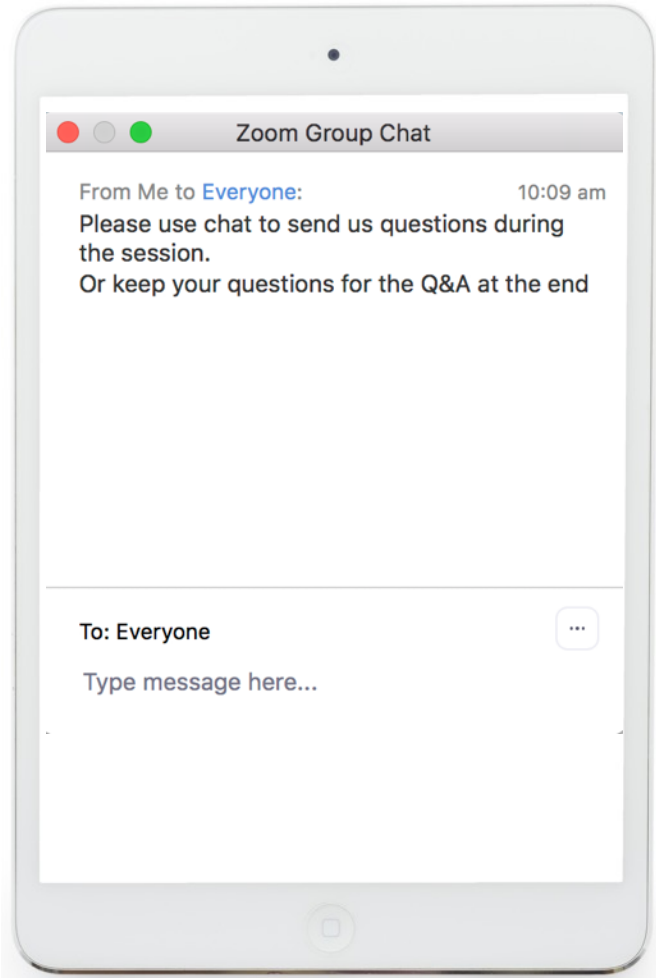 Zoom Group Chat
From Me to Everyone: 10:09 am
Please use chat to send us questions during
the session.
Or keep your questions for the Q&A at the end
To: Everyone
...
Type message here...